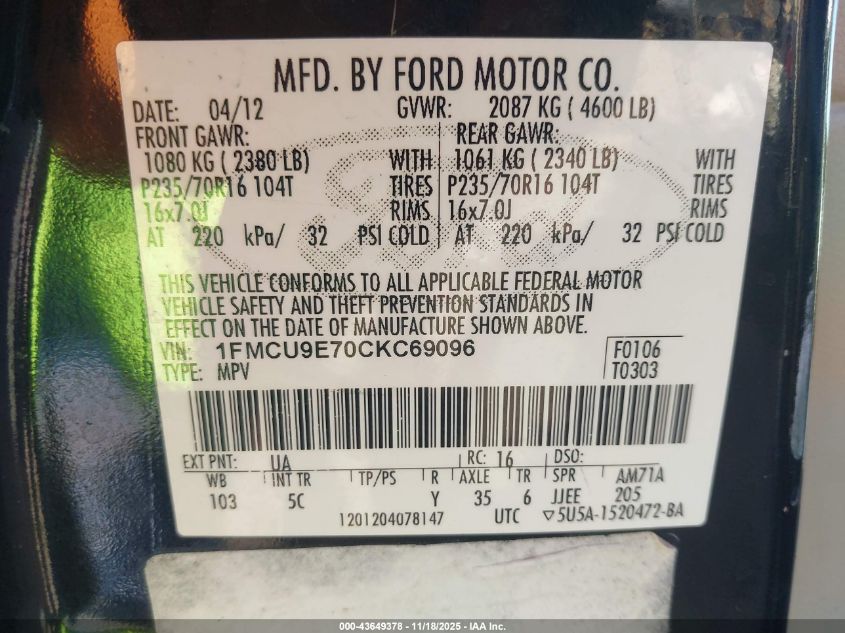 MFD. BY FORD MOTOR CO.
DATE: 04/12 GVWR: 2087 KG ( 4600 LB)
FRONT GAWR: REAR GAWR:
1080 KG ( 2380 LB) WITH 1061 KG ( 2340 LB) WITH
P235/70R16 104T TIRES P235/70R16 104T TIRES
16x7.0J RIMS 16x7.0J RIMS
AT 220 kPa/ 32 PSI COLD AT 220 kPa/ 32 PSI COLD
THIS VEHICLE CONFORMS TO ALL APPLICABLE FEDERAL MOTOR
VEHICLE SAFETY AND THEFT PREVENTION STANDARDS IN
EFFECT ON THE DATE OF MANUFACTURE SHOWN ABOVE.
VIN: 1FMCU9E70CKC69096 F0106
TYPE: MPV T0303
EXT PNT: UA RC: 16 DSO:
WB INT TR TP/PS R AXLE TR SPR AM71A
103 5C Y 35 6 JJEE 205
1201204078147 UTC ▽5U5A-1520472-BA
000-43649378 - 11/18/2025 - IAA Inc.